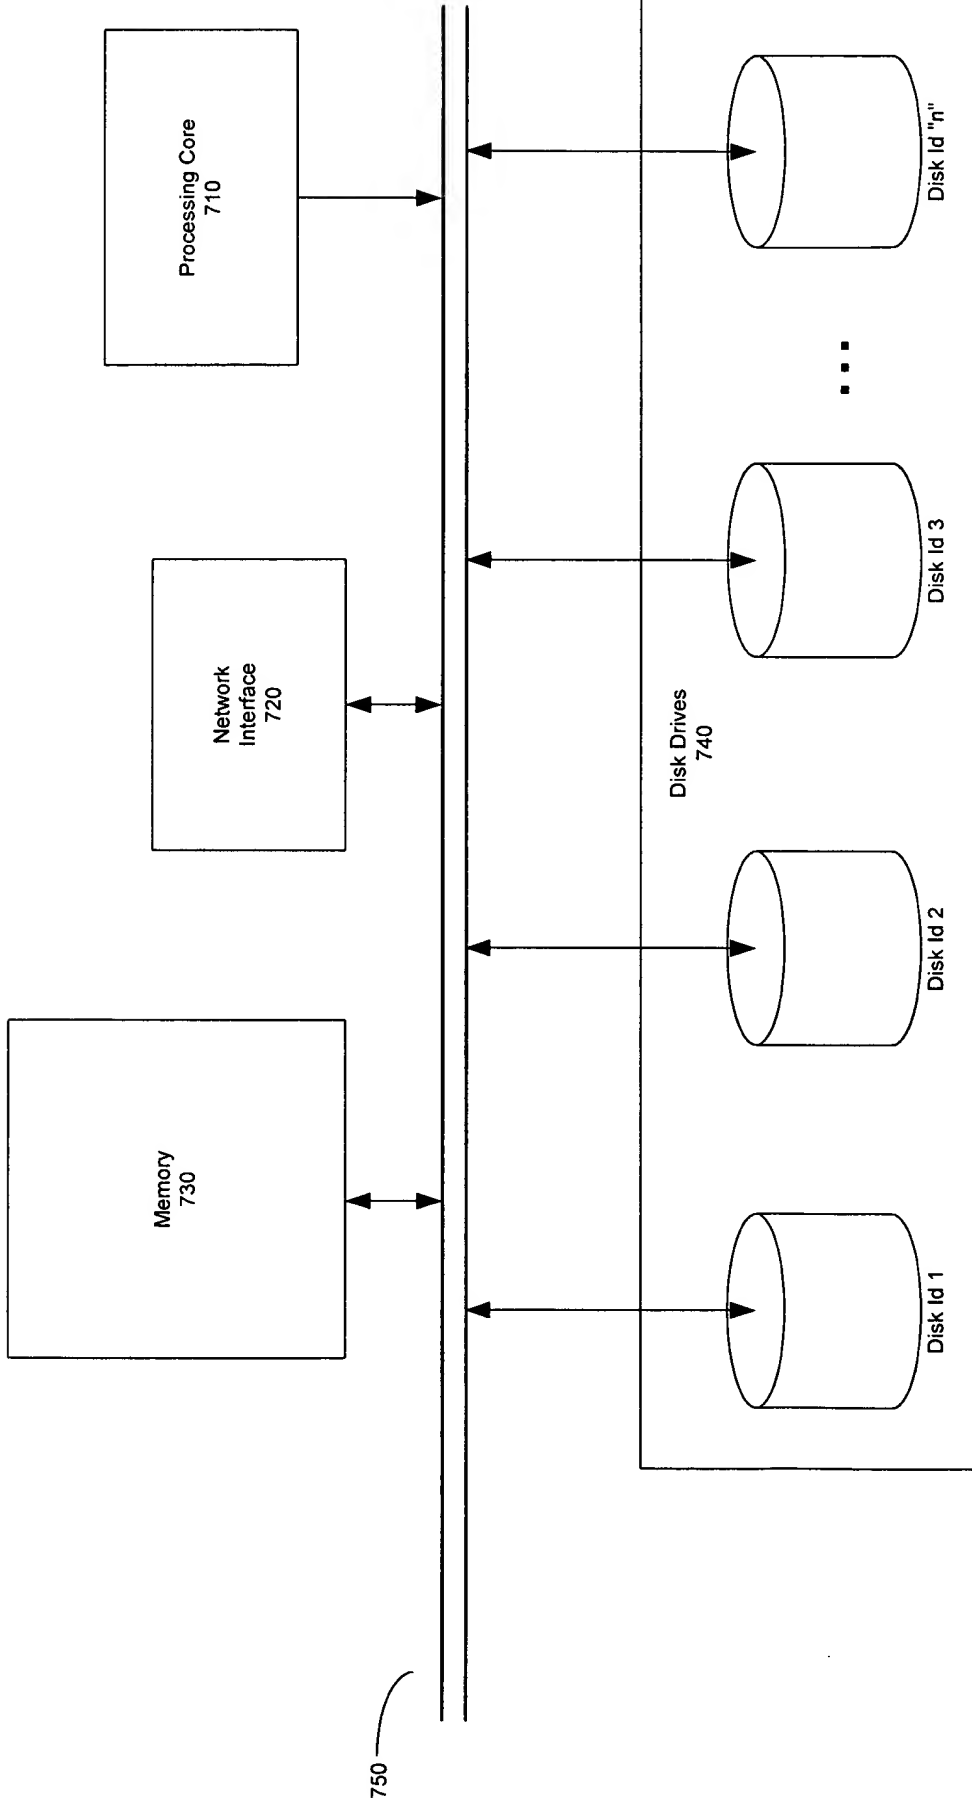 750
Memory
730
Network
Interface
720
Processing Core
710
Disk Drives
740
Disk Id 1
Disk Id 2
Disk Id 3
...
Disk Id "n"